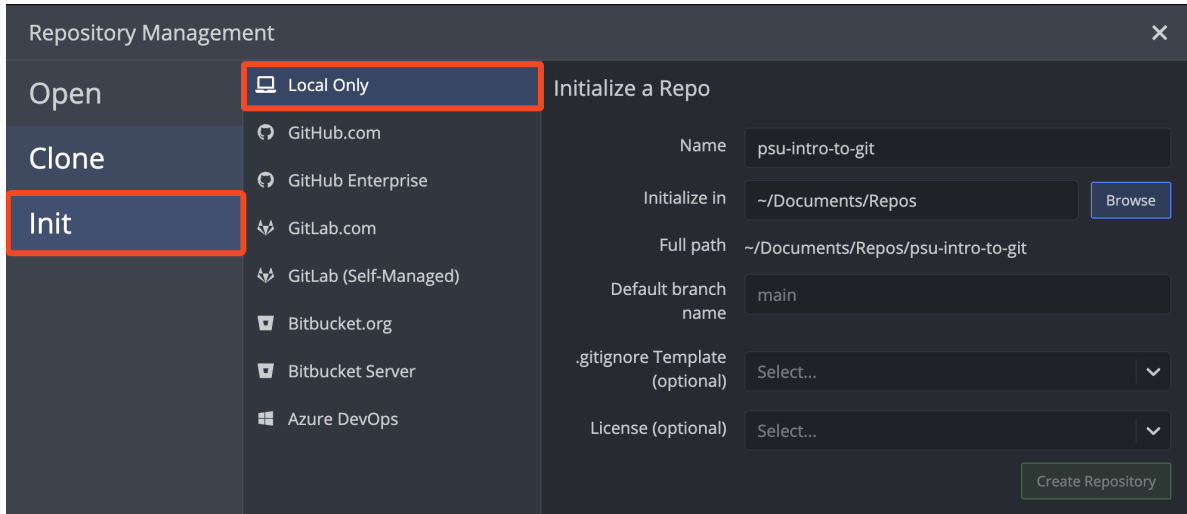 Repository Management
Open
Clone
Init
Local Only
GitHub.com
GitHub Enterprise
GitLab.com
GitLab (Self-Managed)
Bitbucket.org
Bitbucket Server
Azure DevOps
Initialize a Repo
Name
psu-intro-to-git
Initialize in
~/Documents/Repos
Browse
Full path
~/Documents/Repos/psu-intro-to-git
Default branch
name
main
.gitignore Template
(optional)
Select...
License (optional)
Select...
Create Repository